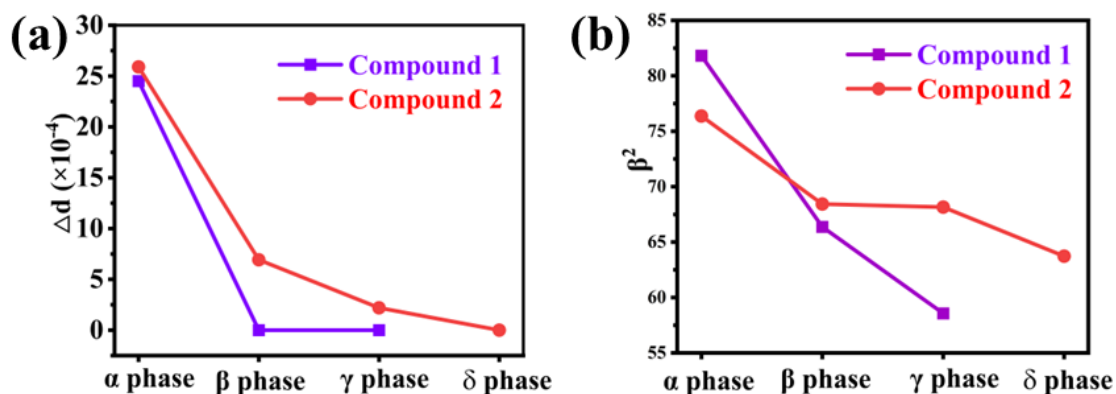 (a)
Compound 1
Compound 2
Δd (×10⁻⁴)
30
25
20
15
10
5
0
α phase β phase γ phase δ phase
(b)
Compound 1
Compound 2
β²
85
80
75
70
65
60
55
α phase β phase γ phase δ phase